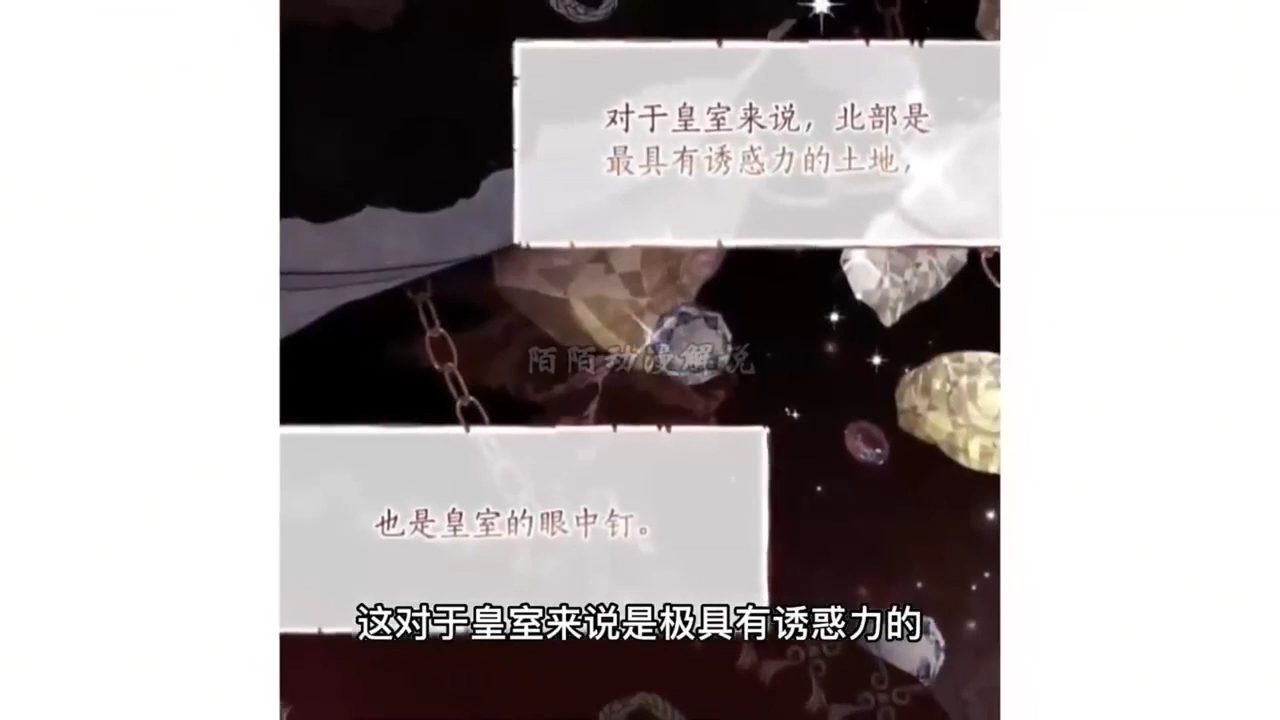 对于皇室来说，北部是
最具有诱惑力的土地，
陌陌动漫解说
也是皇室的眼中钉。
这对于皇室来说是极具有诱惑力的